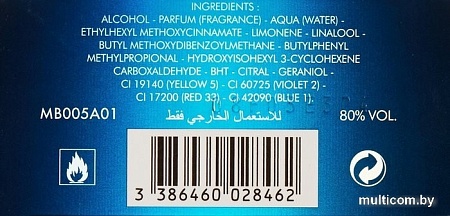 INGREDIENTS :
ALCOHOL - PARFUM (FRAGRANCE) - AQUA (WATER) -
ETHYLHEXYL METHOXYCINNAMATE - LIMONENE - LINALOOL -
BUTYL METHOXYDIBENZOYLMETHANE - BUTYLPHENYL
METHYLPROPIONAL - HYDROXYISOHEXYL 3-CYCLOHEXENE
CARBOXALDEHYDE - BHT - CITRAL - GERANIOL -
CI 19140 (YELLOW 5) - CI 60725 (VIOLET 2) -
CI 17200 (RED 33) - CI 42090 (BLUE 1).
MB005A01 للاستعمال الخارجي فقط 80% VOL.
3 386460 028462
multicom.by